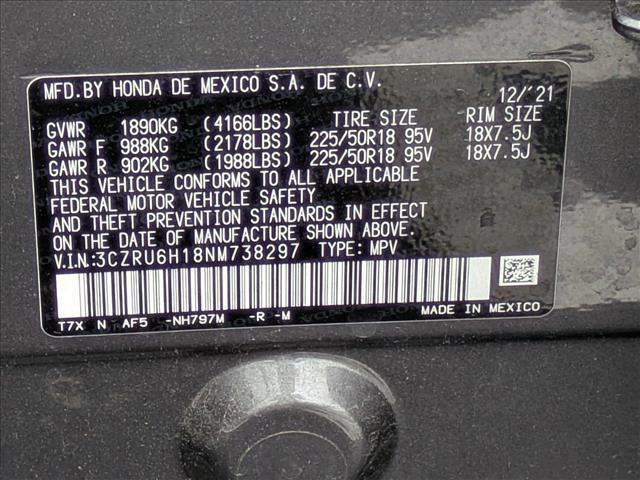 MFD.BY HONDA DE MEXICO S.A. DE C.V. 12/'21
GVWR 1890KG (4166LBS) TIRE SIZE RIM SIZE
GAWR F 988KG (2178LBS) 225/50R18 95V 18X7.5J
GAWR R 902KG (1988LBS) 225/50R18 95V 18X7.5J
THIS VEHICLE CONFORMS TO ALL APPLICABLE
FEDERAL MOTOR VEHICLE SAFETY
AND THEFT PREVENTION STANDARDS IN EFFECT
ON THE DATE OF MANUFACTURE SHOWN ABOVE.
V.I.N:3CZRU6H18NM738297 TYPE: MPV
T7X N AF5 -NH797M -R -M MADE IN MEXICO